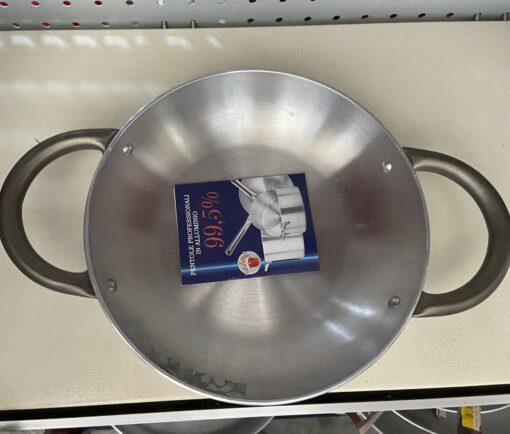 PENTOLE PROFESSIONALI
IN ALLUMINIO
99,5%